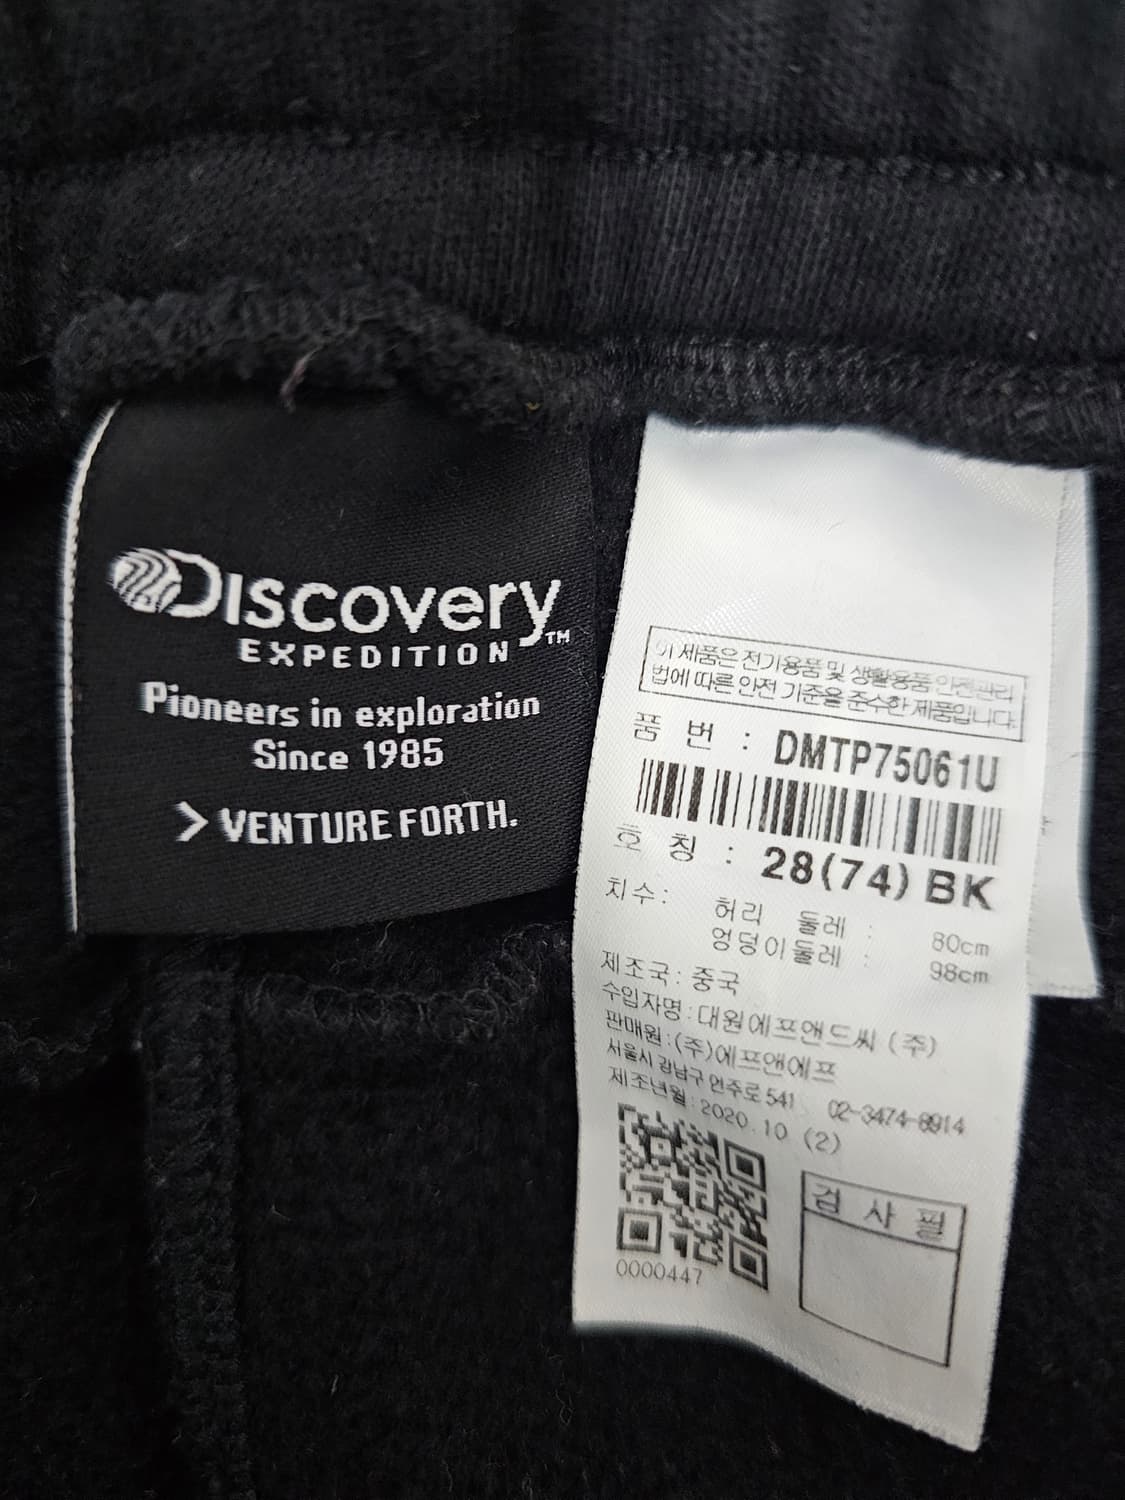 DISCOVERY™
EXPEDITION
Pioneers in exploration
Since 1985
> VENTURE FORTH.
이 제품은 전기용품 및 생활용품 안전관리
법에 따른 안전 기준을 준수한 제품입니다.
품 번 : DMTP75061U
호 칭 : 28(74) BK
치수: 허리 둘레 : 80cm
엉덩이둘레 : 98cm
제조국: 중국
수입자명: 대원에프앤드씨 (주)
판매원:(주)에프앤에프
서울시 강남구 언주로541 02-3474-8914
제조년월: 2020.10 (2)
0000447
검 사 필